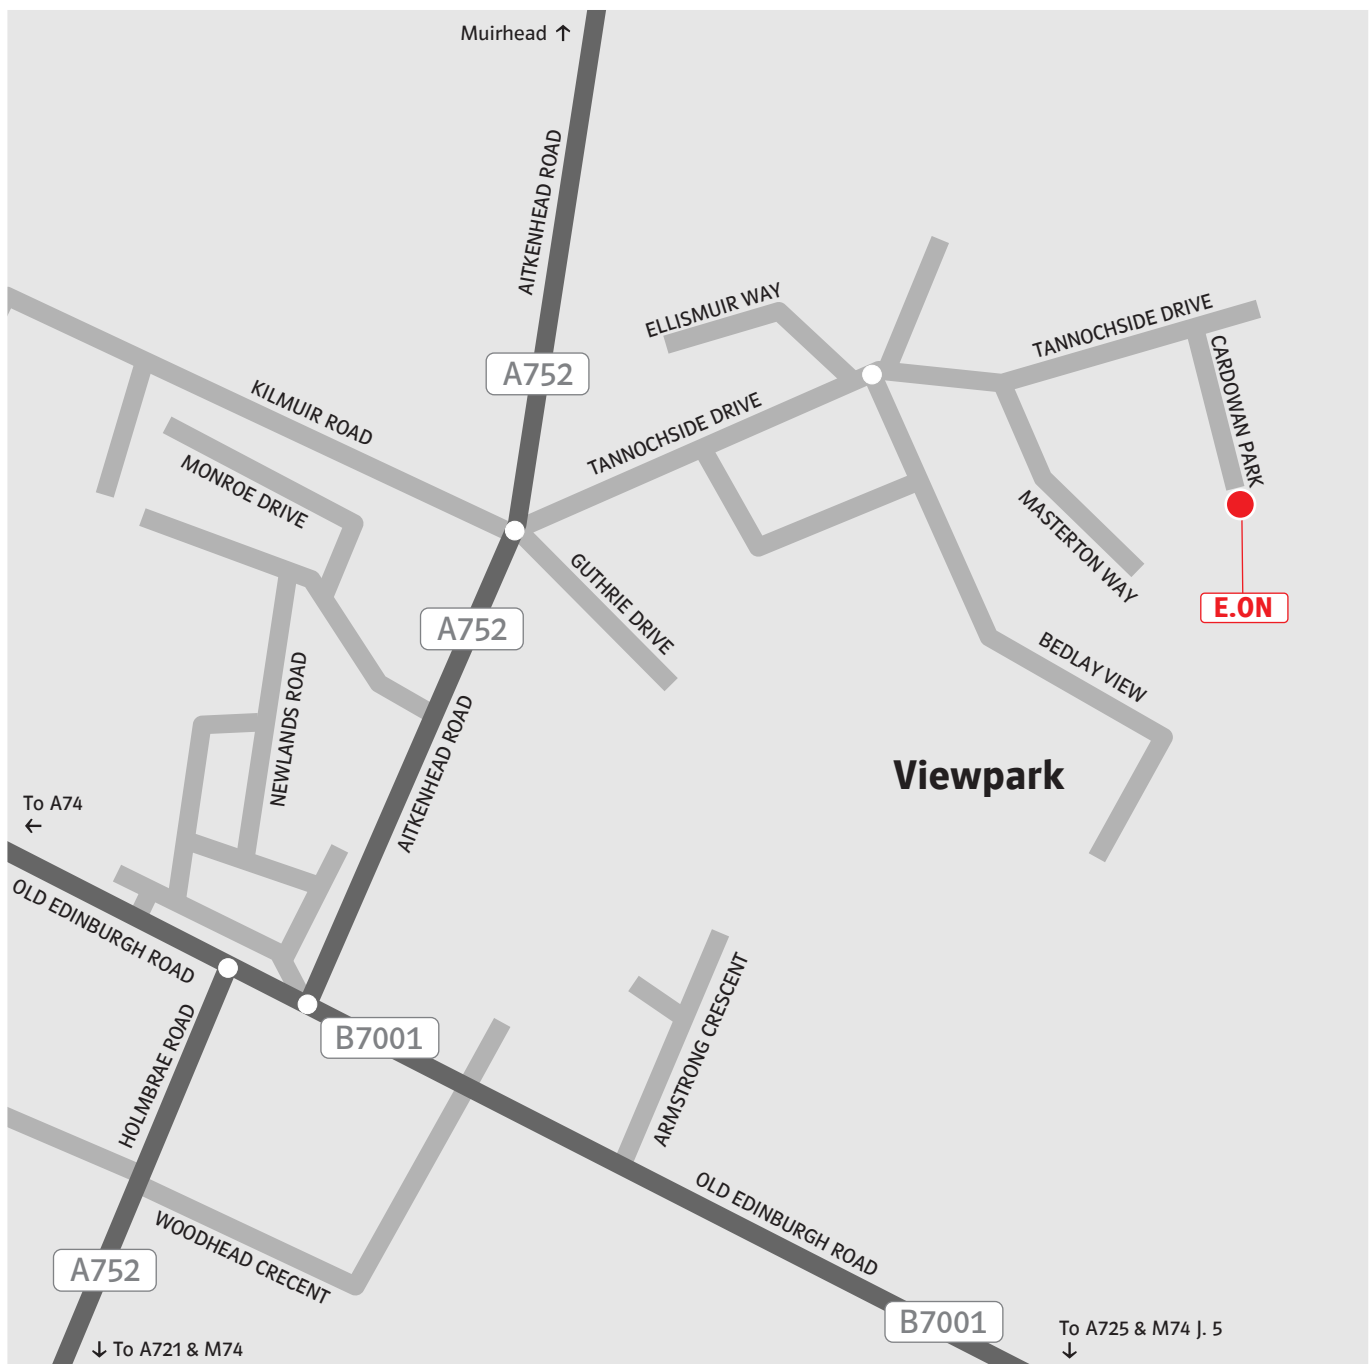 Muirhead ↑
AITKENHEAD ROAD
ELLISMUIR WAY
TANNOCHSIDE DRIVE
CARDOWAN PARK
A752
KILMUIR ROAD
TANNOCHSIDE DRIVE
MONROE DRIVE
MASTERTON WAY
GUTHRIE DRIVE
E.ON
A752
BEDLAY VIEW
NEWLANDS ROAD
AITKENHEAD ROAD
Viewpark
To A74
←
OLD EDINBURGH ROAD
ARMSTRONG CRESCENT
HOLMBRAE ROAD
B7001
OLD EDINBURGH ROAD
WOODHEAD CRECENT
A752
B7001
To A725 & M74 J. 5
↓
↓ To A721 & M74